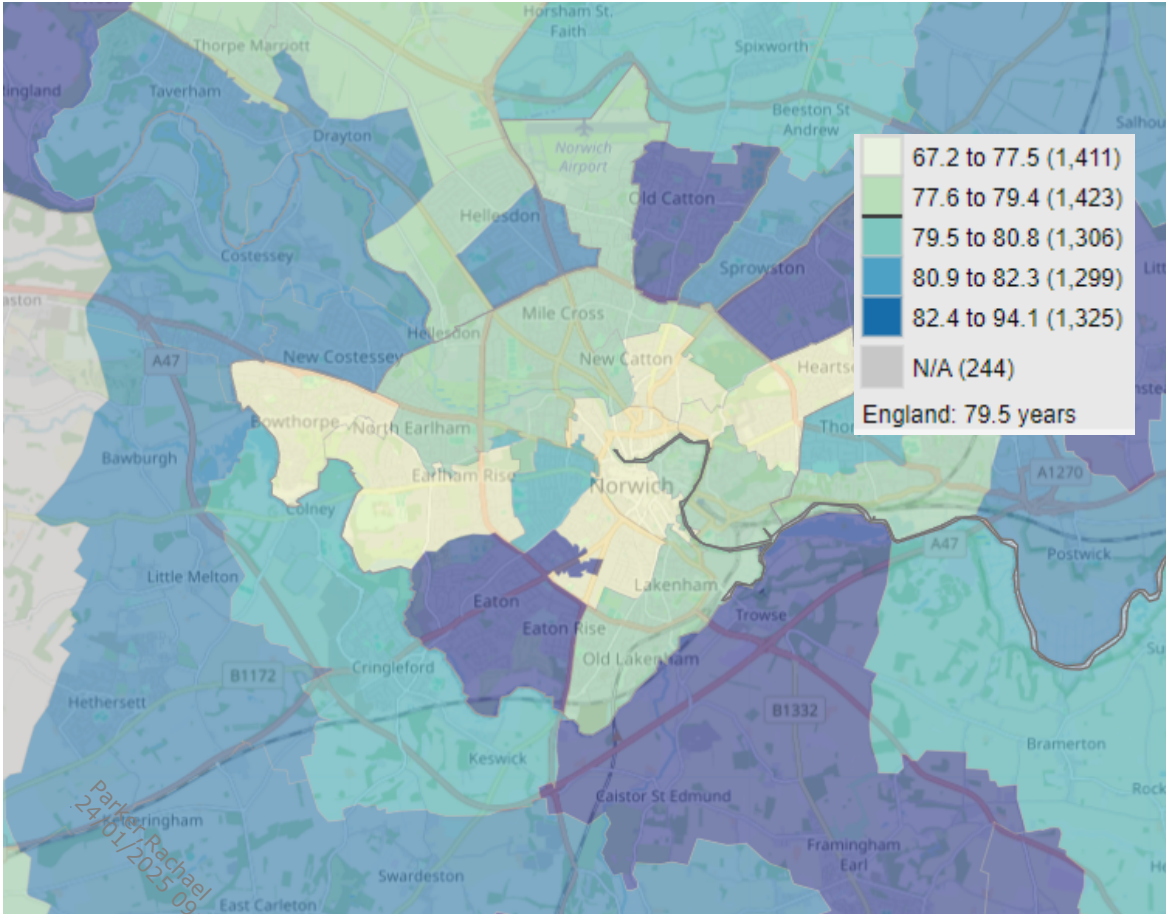 Horsham St.
Faith
Thorpe Marriott
Spixworth
Taverham
Beeston St
Andrew
Drayton
Norwich
Airport
Old Catton
Hellesdon
Costessey
Sprowston
67.2 to 77.5 (1,411)
77.6 to 79.4 (1,423)
79.5 to 80.8 (1,306)
80.9 to 82.3 (1,299)
82.4 to 94.1 (1,325)
N/A (244)
England: 79.5 years
Mile Cross
Hellesdon
New Costessey
New Catton
A47
Bowthorpe
North Earlham
Bawburgh
Earlham Rise
Norwich
A1270
Colney
A47
Postwick
Little Melton
Lakenham
Eaton
Trowse
Eaton Rise
Old Lakenham
Cringleford
B1172
Hethersett
B1332
Keswick
Bramerton
Caistor St Edmund
Parker, Rachael
24/01/2025 09
Ketteringham
Framingham
Earl
Swardeston
East Carleton